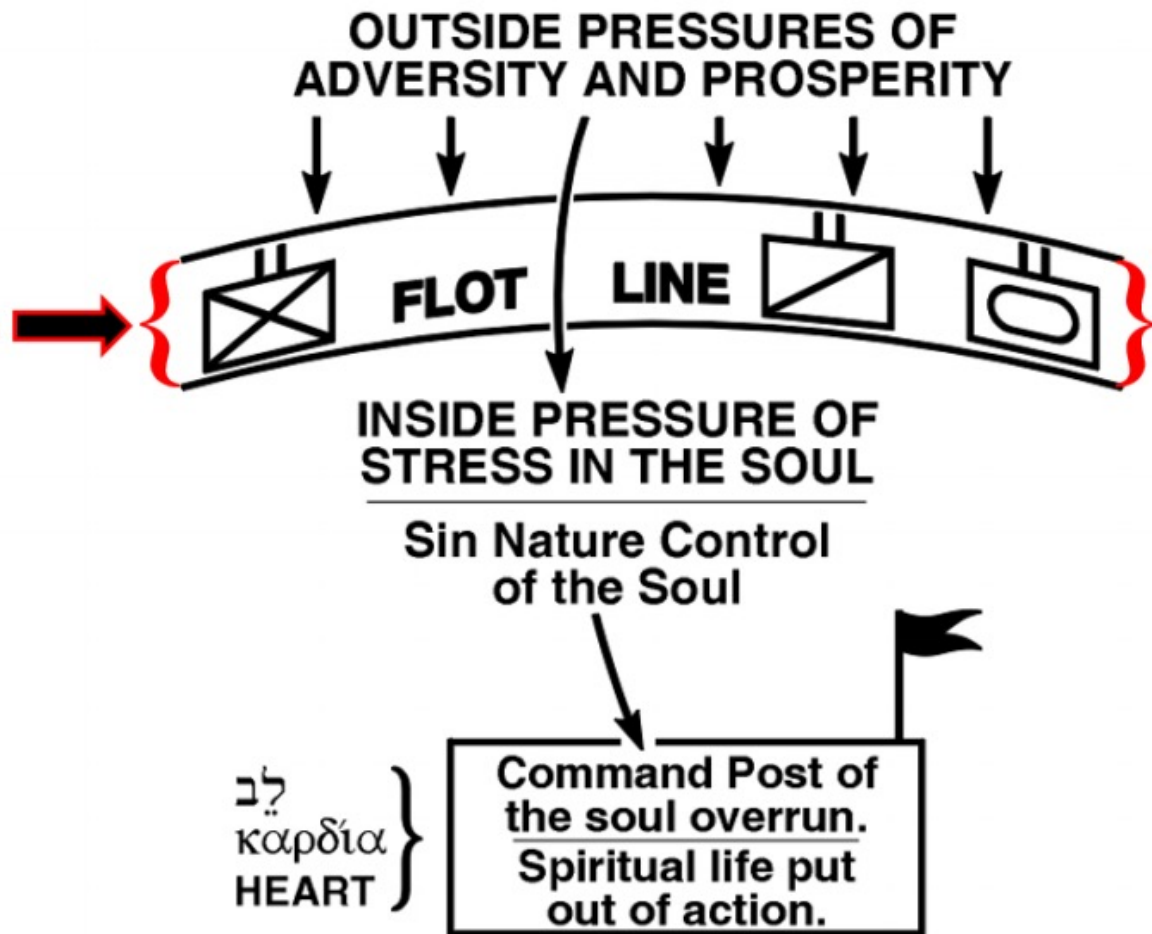 OUTSIDE PRESSURES OF
ADVERSITY AND PROSPERITY
FLOT LINE
INSIDE PRESSURE OF
STRESS IN THE SOUL
Sin Nature Control
of the Soul
לֵב
καρδία
HEART
Command Post of
the soul overrun.
Spiritual life put
out of action.